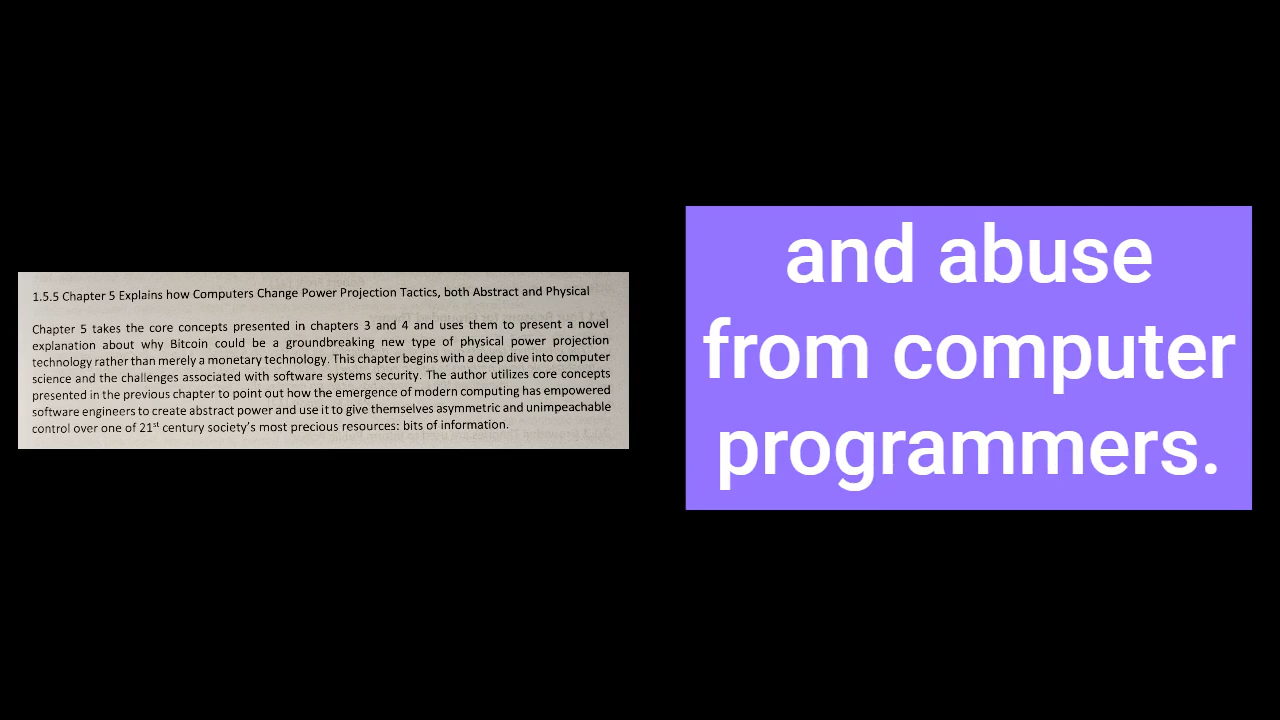 1.5.5 Chapter 5 Explains how Computers Change Power Projection Tactics, both Abstract and Physical
Chapter 5 takes the core concepts presented in chapters 3 and 4 and uses them to present a novel
explanation about why Bitcoin could be a groundbreaking new type of physical power projection
technology rather than merely a monetary technology. This chapter begins with a deep dive into computer
science and the challenges associated with software systems security. The author utilizes core concepts
presented in the previous chapter to point out how the emergence of modern computing has empowered
software engineers to create abstract power and use it to give themselves asymmetric and unimpeachable
control over one of 21st century society's most precious resources: bits of information.
and abuse
from computer
programmers.